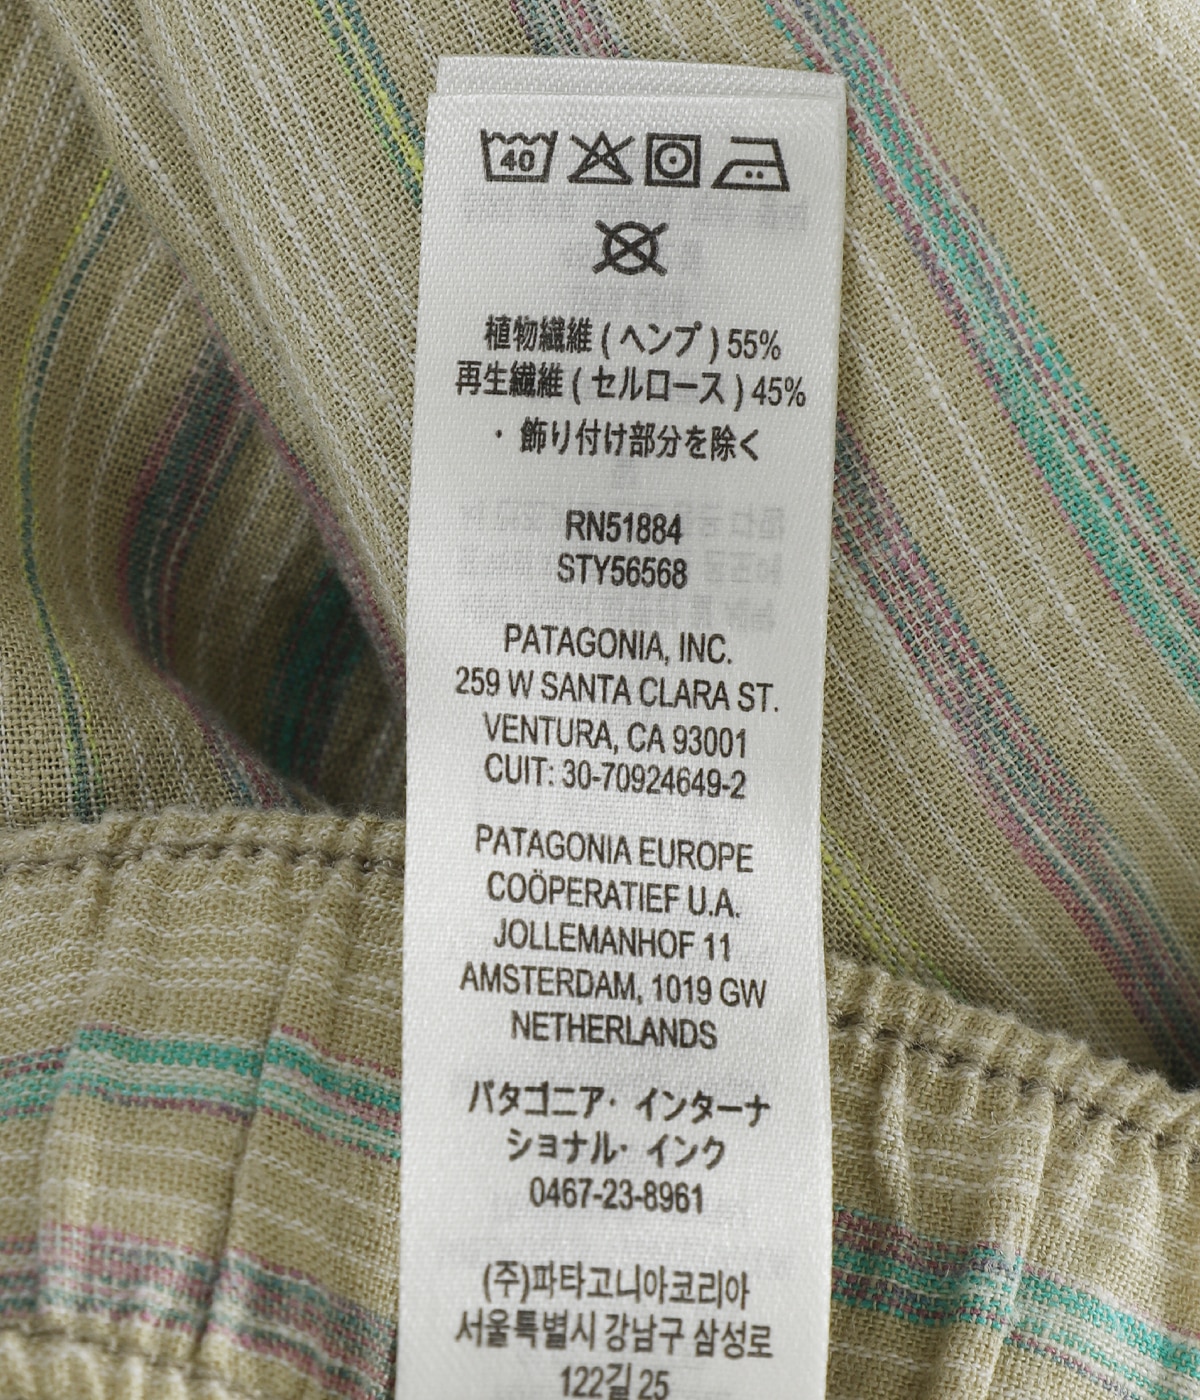 40
植物繊維 ( ヘンプ ) 55%
再生繊維 ( セルロース ) 45%
・ 飾り付け部分を除く
RN51884
STY56568
PATAGONIA, INC.
259 W SANTA CLARA ST.
VENTURA, CA 93001
CUIT: 30-70924649-2
PATAGONIA EUROPE
COÖPERATIEF U.A.
JOLLEMANHOF 11
AMSTERDAM, 1019 GW
NETHERLANDS
パタゴニア・ インターナ
ショナル・ インク
0467-23-8961
(주)파타고니아코리아
서울특별시 강남구 삼성로
122길 25